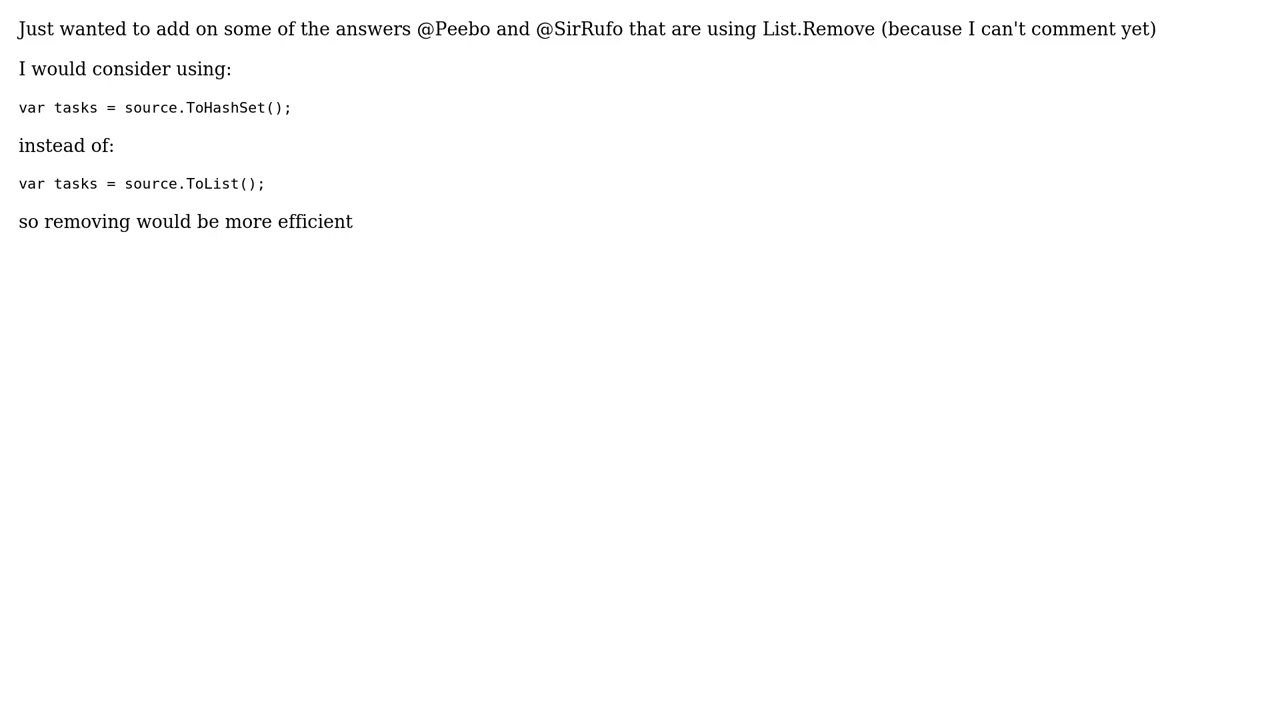 Just wanted to add on some of the answers @Peebo and @SirRufo that are using List.Remove (because I can't comment yet)
I would consider using:
var tasks = source.ToHashSet();
instead of:
var tasks = source.ToList();
so removing would be more efficient